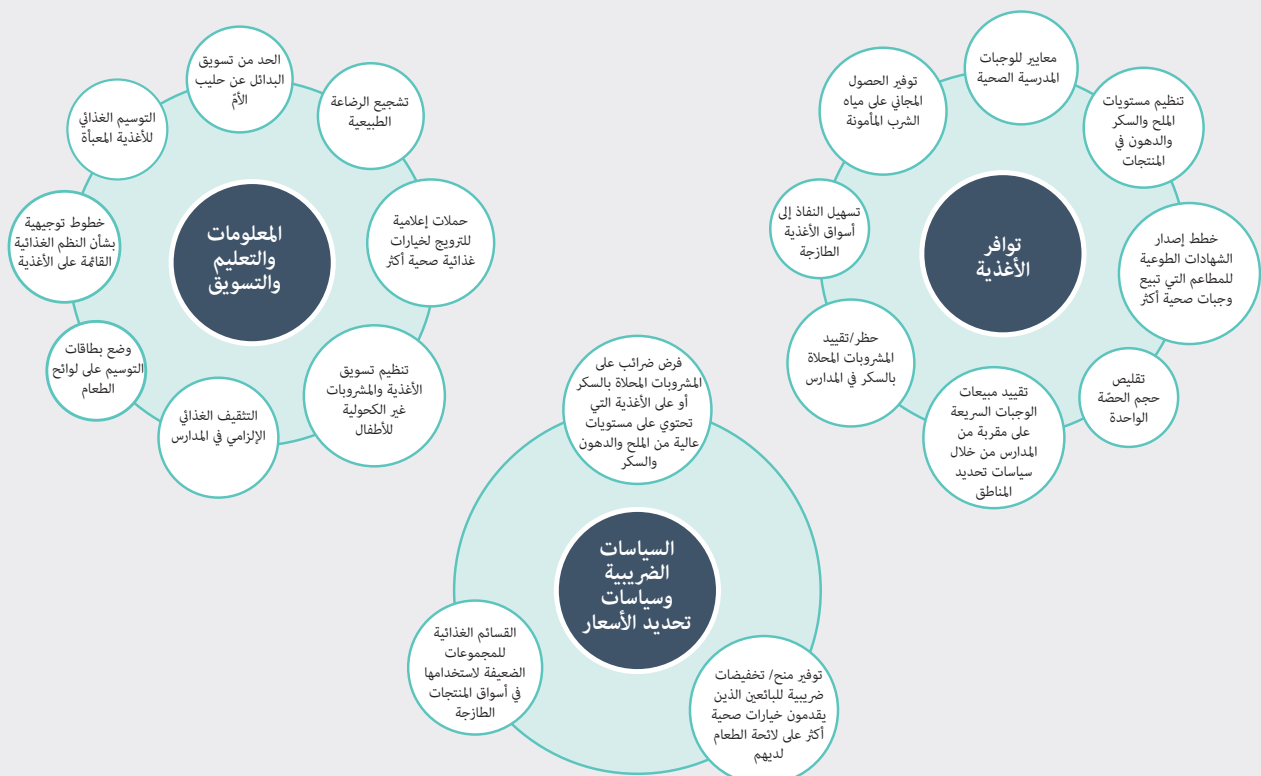 توافر
الأغذية
معايير للوجبات
المدرسية الصحية
تنظيم مستويات
الملح والسكر
والدهون في
المنتجات
خطط إصدار
الشهادات الطوعية
للمطاعم التي تبيع
وجبات صحية أكثر
تقليص
حجم الحصّة
الواحدة
تقييد مبيعات
الوجبات السريعة
على مقربة من
المدارس من خلال
سياسات تحديد
المناطق
حظر/تقييد
المشروبات المحلاة
بالسكر في المدارس
تسهيل النفاذ إلى
أسواق الأغذية
الطازجة
توفير الحصول
المجاني على مياه
الشرب المأمونة
المعلومات
والتعليم
والتسويق
الحد من تسويق
البدائل عن حليب
الأمّ
تشجيع الرضاعة
الطبيعية
حملات إعلامية
للترويج لخيارات
غذائية صحية أكثر
تنظيم تسويق
الأغذية والمشروبات
غير الكحولية
للأطفال
التثقيف الغذائي
الإلزامي في المدارس
وضع بطاقات
التوسيم على لوائح
الطعام
خطوط توجيهية
بشأن النظم الغذائية
القائمة على الأغذية
التوسيم الغذائي
للأغذية المعبأة
السياسات
الضريبية
وسياسات
تحديد الأسعار
فرض ضرائب على
المشروبات المحلاة بالسكر
أو على الأغذية التي
تحتوي على مستويات
عالية من الملح والدهون
والسكر
توفير منح/ تخفيضات
ضريبية للبائعين الذين
يقدمون خيارات صحية
أكثر على لائحة الطعام
لديهم
القسائم الغذائية
للمجموعات
الضعيفة لاستخدامها
في أسواق المنتجات
الطازجة